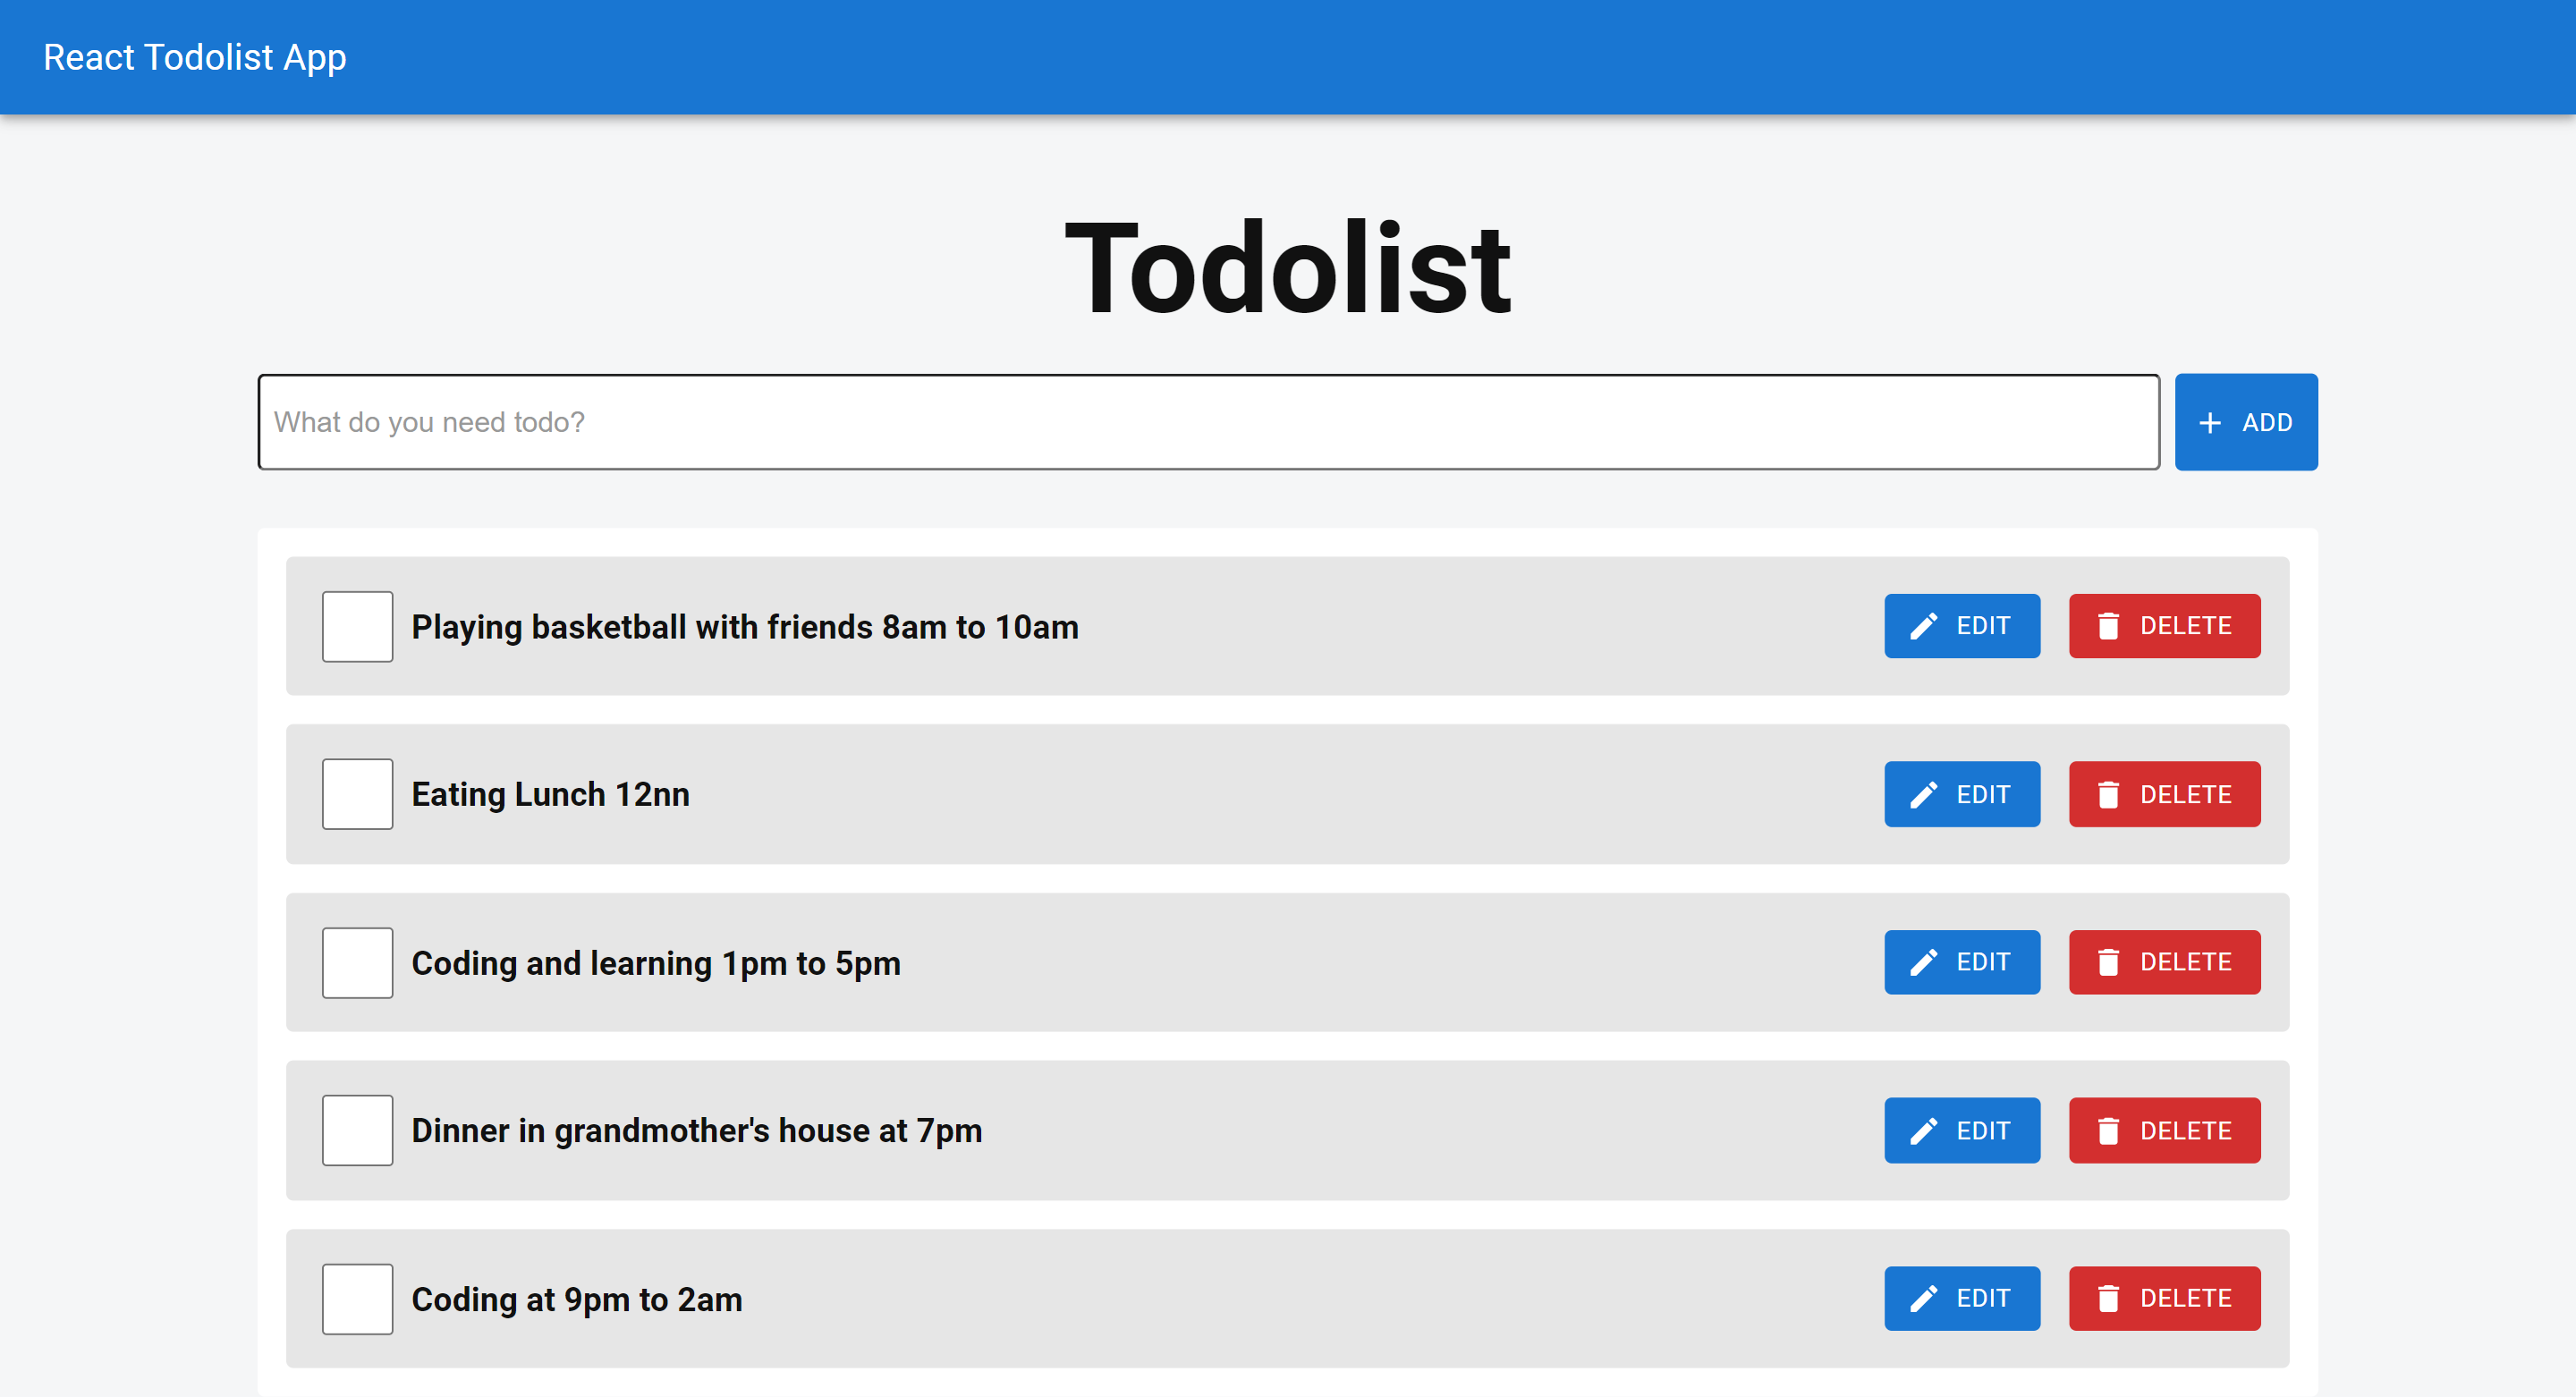 React Todolist App
Todolist
What do you need todo?
ADD
Playing basketball with friends 8am to 10am
EDIT
DELETE
Eating Lunch 12nn
EDIT
DELETE
Coding and learning 1pm to 5pm
EDIT
DELETE
Dinner in grandmother's house at 7pm
EDIT
DELETE
Coding at 9pm to 2am
EDIT
DELETE